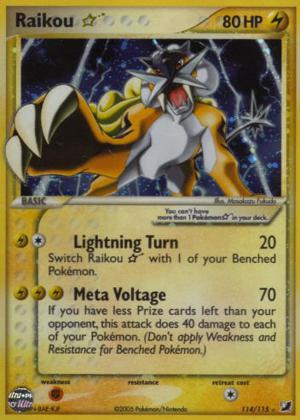 Raikou ☆ 80 HP
Illus. Masakazu Fukuda
BASIC
You can't have
more than 1 Pokémon ☆ in your deck.
Lightning Turn 20
Switch Raikou ☆ with 1 of your Benched
Pokémon.
Meta Voltage 70
If you have less Prize cards left than your
opponent, this attack does 40 damage to each
of your Pokémon. (Don't apply Weakness and
Resistance for Benched Pokémon.)
weakness resistance retreat cost
©2005 Pokémon/Nintendo
114/115